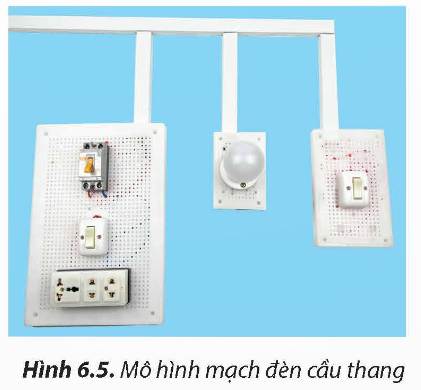 Hình 6.5. Mô hình mạch đèn cầu thang